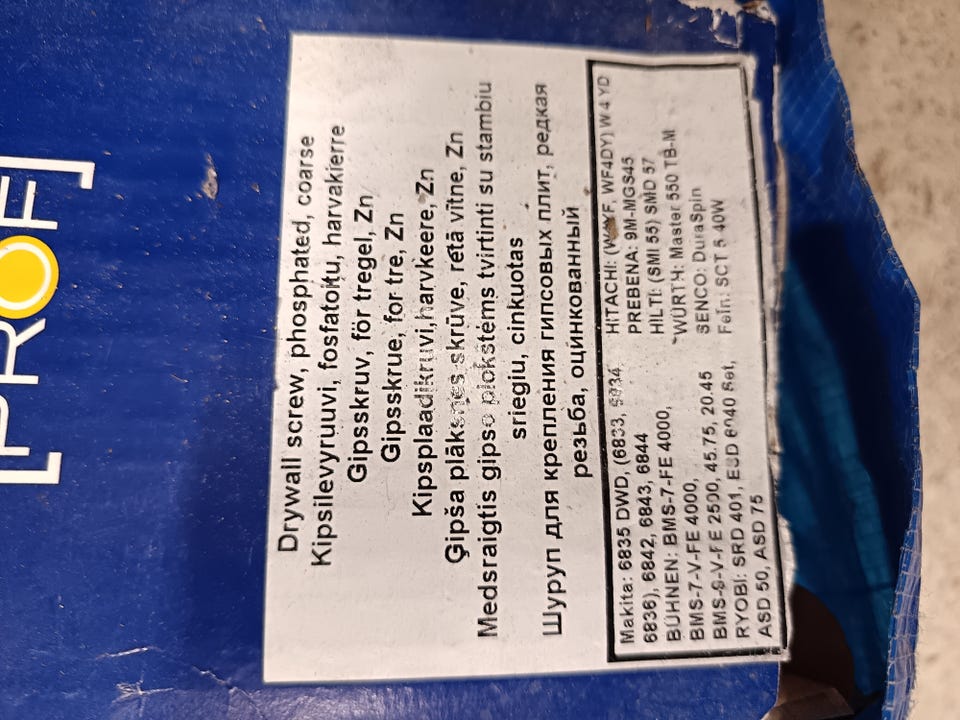 [PROF]
Drywall screw, phosphated, coarse
Kipsilevyruuvi, fosfatoitu, harvakierre
Gipsskruv, för tregel, Zn
Gipsskrue, for tre, Zn
Kipsplaadikruvi, harvkeere, Zn
Ģipša plāksnes skrūve, retā vītne, Zn
Medsraigtis gipso plokštėms tvirtinti su stambiu
sriegiu, cinkuotas
Шуруп для крепления гипсовых плит, редкая
резьба, оцинкованный
Makita: 6835 DWD, (6833, 6834,
6836), 6842, 6843, 6844
BÜHNEN: BMS-7-FE 4000,
BMS-7-V-FE 4000,
BMS-9-V-FE 2500, 45.75, 20.45
RYOBI: SRD 401, ESD 6040 Set,
ASD 50, ASD 75
HITACHI: WF4DY) W 4 YD
PREBENA: 9M-MGS45
HILTI: (SMI 55) SMD 57
WÜRTH: Master 550 TB-M
SENCO: DuraSpin
Fein: SCT 5 40W